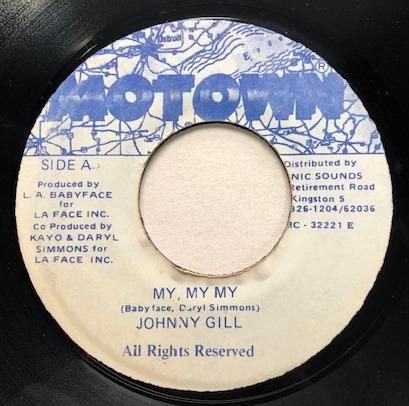 Detroit
MOTOWN
®
SIDE A
Produced by
L. A. BABYFACE for
LA FACE INC.
Co Produced by
KAYO & DARYL
SIMMONS for
LA FACE INC.
Distributed by
NIC SOUNDS
Retirement Road
Kingston 5
926-1204/62036
MC - 32221 E
MY, MY MY
(Babyface, Daryl Simmons)
JOHNNY GILL
All Rights Reserved